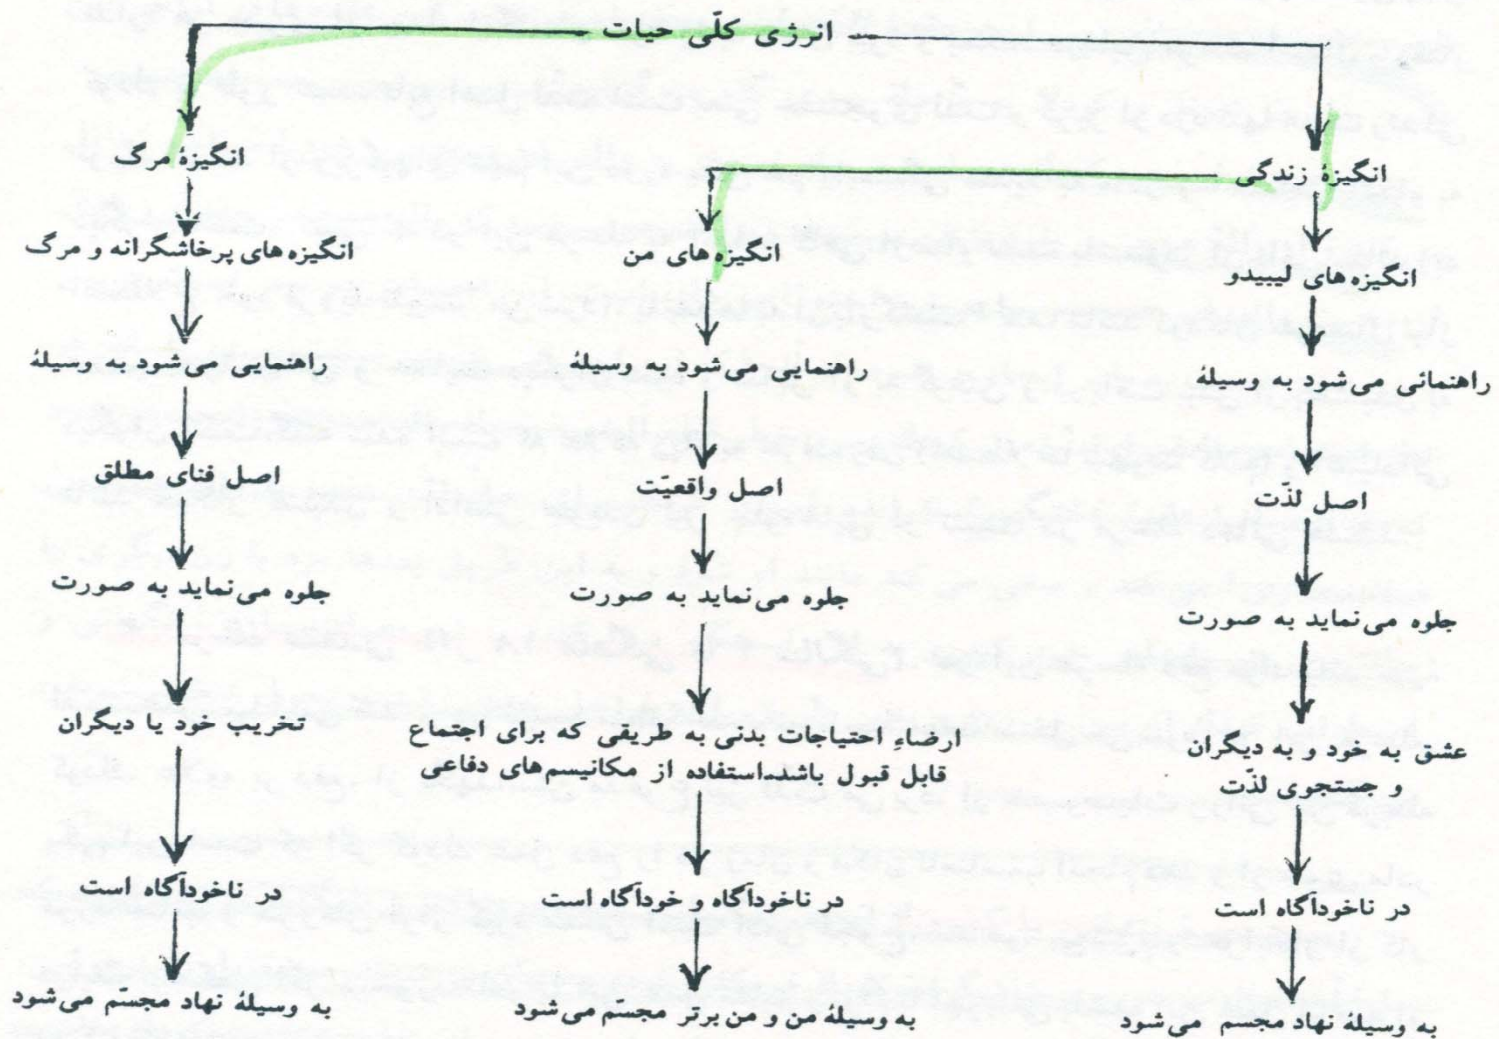 انرژی کلّی حیات
انگیزهٔ زندگی
انگیزهٔ مرگ
انگیزه های لیبیدو
انگیزه های من
انگیزه های پرخاشگرانه و مرگ
راهنمائی می‌شود به وسیلهٔ
راهنمایی می‌شود به وسیلهٔ
راهنمایی می‌شود به وسیلهٔ
اصل لذّت
اصل واقعیّت
اصل فنای مطلق
جلوه می‌نماید به صورت
جلوه می‌نماید به صورت
جلوه می‌نماید به صورت
عشق به خود و به دیگران
و جستجوی لذّت
ارضاءِ احتیاجات بدنی به طریقی که برای اجتماع
قابل قبول باشد.استفاده از مکانیسم‌های دفاعی
تخریب خود یا دیگران
در ناخودآگاه است
در ناخودآگاه و خودآگاه است
در ناخودآگاه است
به وسیلهٔ نهاد مجسم می‌شود
به وسیلهٔ من و من برتر مجسّم می‌شود
به وسیلهٔ نهاد مجسّم می‌شود